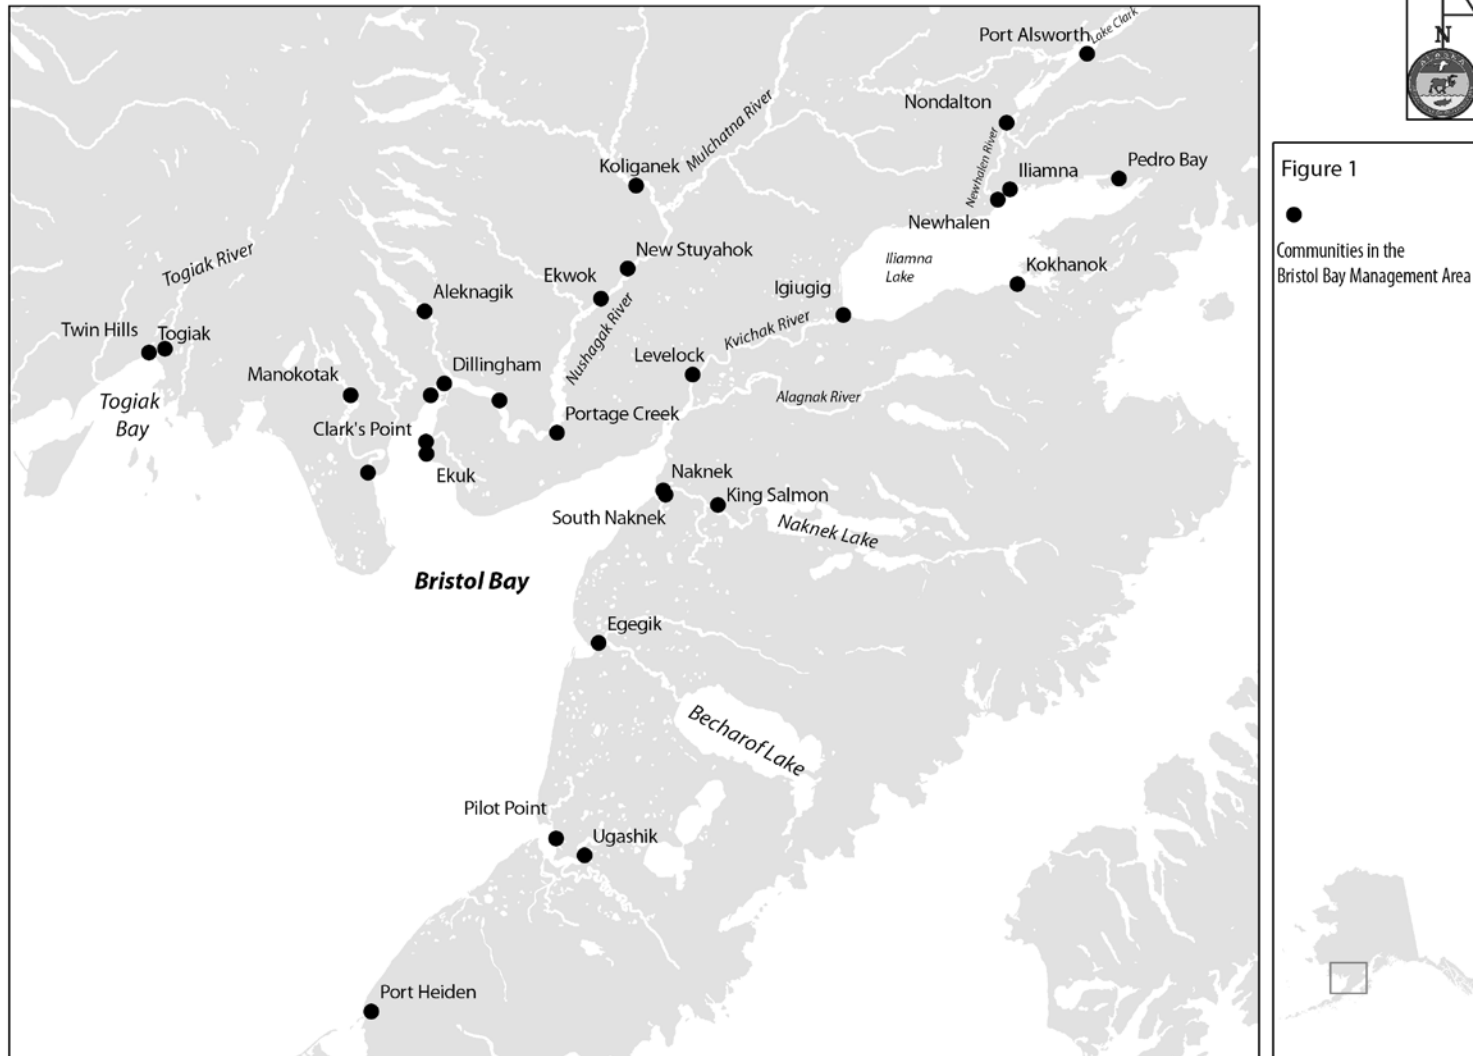 Port Alsworth
Lake Clark
Nondalton
Mulchatna River
Newhalen River
Koliganek
Iliamna
Pedro Bay
Newhalen
Togiak River
New Stuyahok
Iliamna
Lake
Kokhanok
Ekwok
Igiugig
Aleknagik
Nushagak River
Kvichak River
Twin Hills
Togiak
Levelock
Manokotak
Dillingham
Alagnak River
Togiak
Bay
Portage Creek
Clark's Point
Ekuk
Naknek
King Salmon
South Naknek
Naknek Lake
Bristol Bay
Egegik
Becharof Lake
Pilot Point
Ugashik
Port Heiden
N
ALASKA
Figure 1
Communities in the
Bristol Bay Management Area